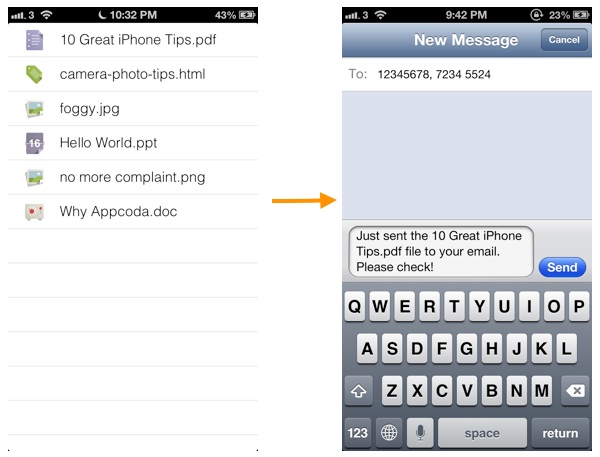 3 10:32 PM 43%
10 Great iPhone Tips.pdf
camera-photo-tips.html
foggy.jpg
16 Hello World.ppt
no more complaint.png
Why Appcoda.doc
3 9:42 PM 23%
New Message Cancel
To: 12345678, 7234 5524
Just sent the 10 Great iPhone
Tips.pdf file to your email.
Please check!
Send
Q W E R T Y U I O P
A S D F G H J K L
Z X C V B N M
123 space return